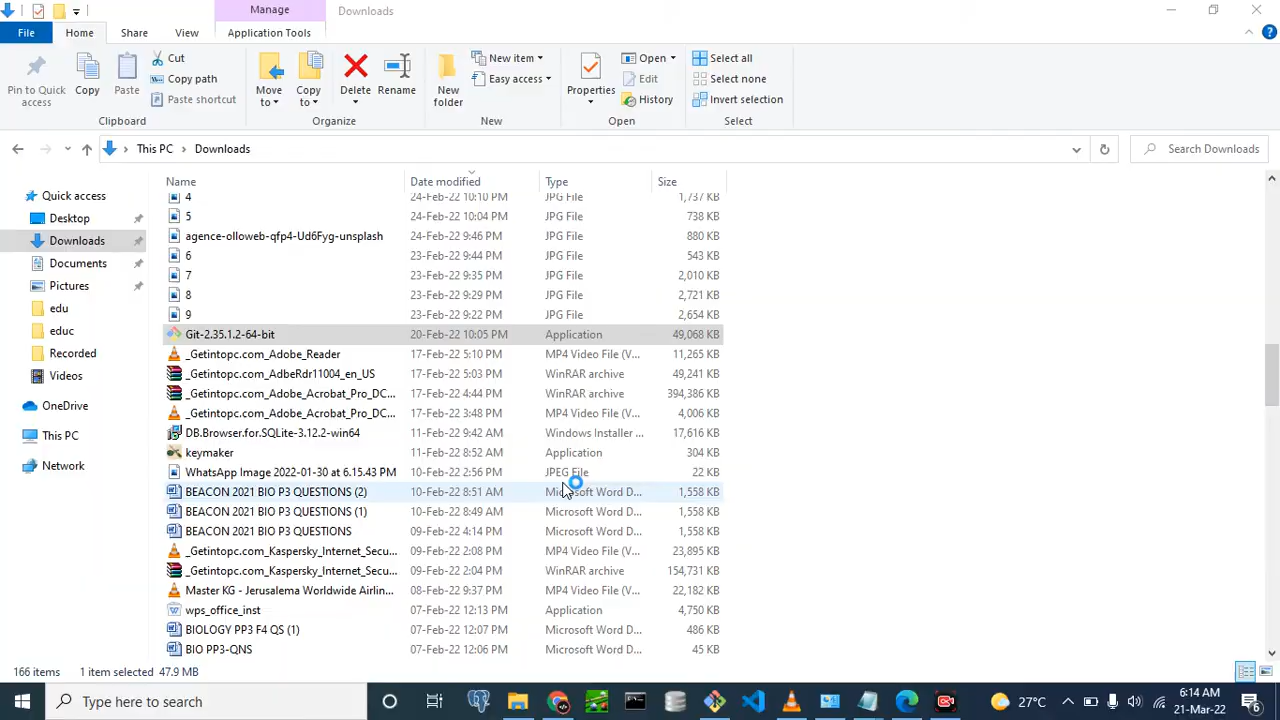 Manage
Downloads
File
Home
Share
View
Application Tools
Pin to Quick access
Copy
Paste
Cut
Copy path
Paste shortcut
Clipboard
Move to
Copy to
Delete
Rename
Organize
New folder
New item
Easy access
New
Properties
Open
Edit
History
Open
Select all
Select none
Invert selection
Select
This PC > Downloads
Search Downloads
Name Date modified Type Size
Quick access
Desktop
Downloads
Documents
Pictures
edu
educ
Recorded
Videos
OneDrive
This PC
Network
4 24-Feb-22 10:10 PM JPG File 1,737 KB
5 24-Feb-22 10:04 PM JPG File 738 KB
agence-olloweb-qfp4-Ud6Fyg-unsplash 24-Feb-22 9:46 PM JPG File 880 KB
6 23-Feb-22 9:44 PM JPG File 543 KB
7 23-Feb-22 9:35 PM JPG File 2,010 KB
8 23-Feb-22 9:29 PM JPG File 2,721 KB
9 23-Feb-22 9:22 PM JPG File 2,654 KB
Git-2.35.1.2-64-bit 20-Feb-22 10:05 PM Application 49,068 KB
_Getintopc.com_Adobe_Reader 17-Feb-22 5:10 PM MP4 Video File (V... 11,265 KB
_Getintopc.com_AdbeRdr11004_en_US 17-Feb-22 5:03 PM WinRAR archive 49,241 KB
_Getintopc.com_Adobe_Acrobat_Pro_DC... 17-Feb-22 4:44 PM WinRAR archive 394,386 KB
_Getintopc.com_Adobe_Acrobat_Pro_DC... 17-Feb-22 3:48 PM MP4 Video File (V... 4,006 KB
DB.Browser.for.SQLite-3.12.2-win64 11-Feb-22 9:42 AM Windows Installer ... 17,616 KB
keymaker 11-Feb-22 8:52 AM Application 304 KB
WhatsApp Image 2022-01-30 at 6.15.43 PM 10-Feb-22 2:56 PM JPEG File 22 KB
BEACON 2021 BIO P3 QUESTIONS (2) 10-Feb-22 8:51 AM Microsoft Word D... 1,558 KB
BEACON 2021 BIO P3 QUESTIONS (1) 10-Feb-22 8:49 AM Microsoft Word D... 1,558 KB
BEACON 2021 BIO P3 QUESTIONS 09-Feb-22 4:14 PM Microsoft Word D... 1,558 KB
_Getintopc.com_Kaspersky_Internet_Secu... 09-Feb-22 2:08 PM MP4 Video File (V... 23,895 KB
_Getintopc.com_Kaspersky_Internet_Secu... 09-Feb-22 2:04 PM WinRAR archive 154,731 KB
Master KG - Jerusalema Worldwide Airlin... 08-Feb-22 9:37 PM MP4 Video File (V... 22,182 KB
wps_office_inst 07-Feb-22 12:13 PM Application 4,750 KB
BIOLOGY PP3 F4 QS (1) 07-Feb-22 12:07 PM Microsoft Word D... 486 KB
BIO PP3-QNS 07-Feb-22 12:06 PM Microsoft Word D... 45 KB
166 items 1 item selected 47.9 MB
Type here to search
27°C
6:14 AM
21-Mar-22
6